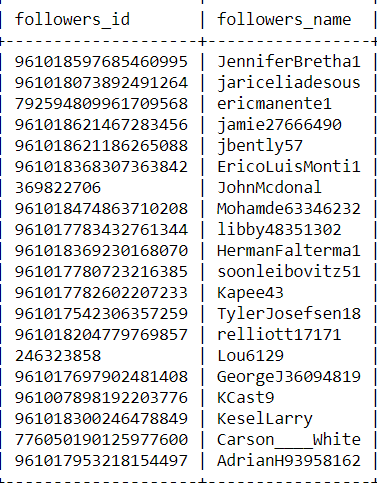 | followers_id | followers_name |
| 961018597685460995 | JenniferBretha1
| 961018073892491264 | jariceliadesous
| 792594809961709568 | ericmanente1
| 961018621467283456 | jamie27666490
| 961018621186265088 | jbently57
| 961018368307363842 | EricoLuisMonti1
| 369822706 | JohnMcdonal
| 961018474863710208 | Mohamde63346232
| 961017783432761344 | libby48351302
| 961018369230168070 | HermanFalterma1
| 961017780723216385 | soonleibovitz51
| 961017782602207233 | Kapee43
| 961017542306357259 | TylerJosefsen18
| 961018204779769857 | relliott17171
| 246323858 | Lou6129
| 961017697902481408 | GeorgeJ36094819
| 961007898192203776 | KCast9
| 961018300246478849 | KeselLarry
| 776050190125977600 | Carson____White
| 961017953218154497 | AdrianH93958162